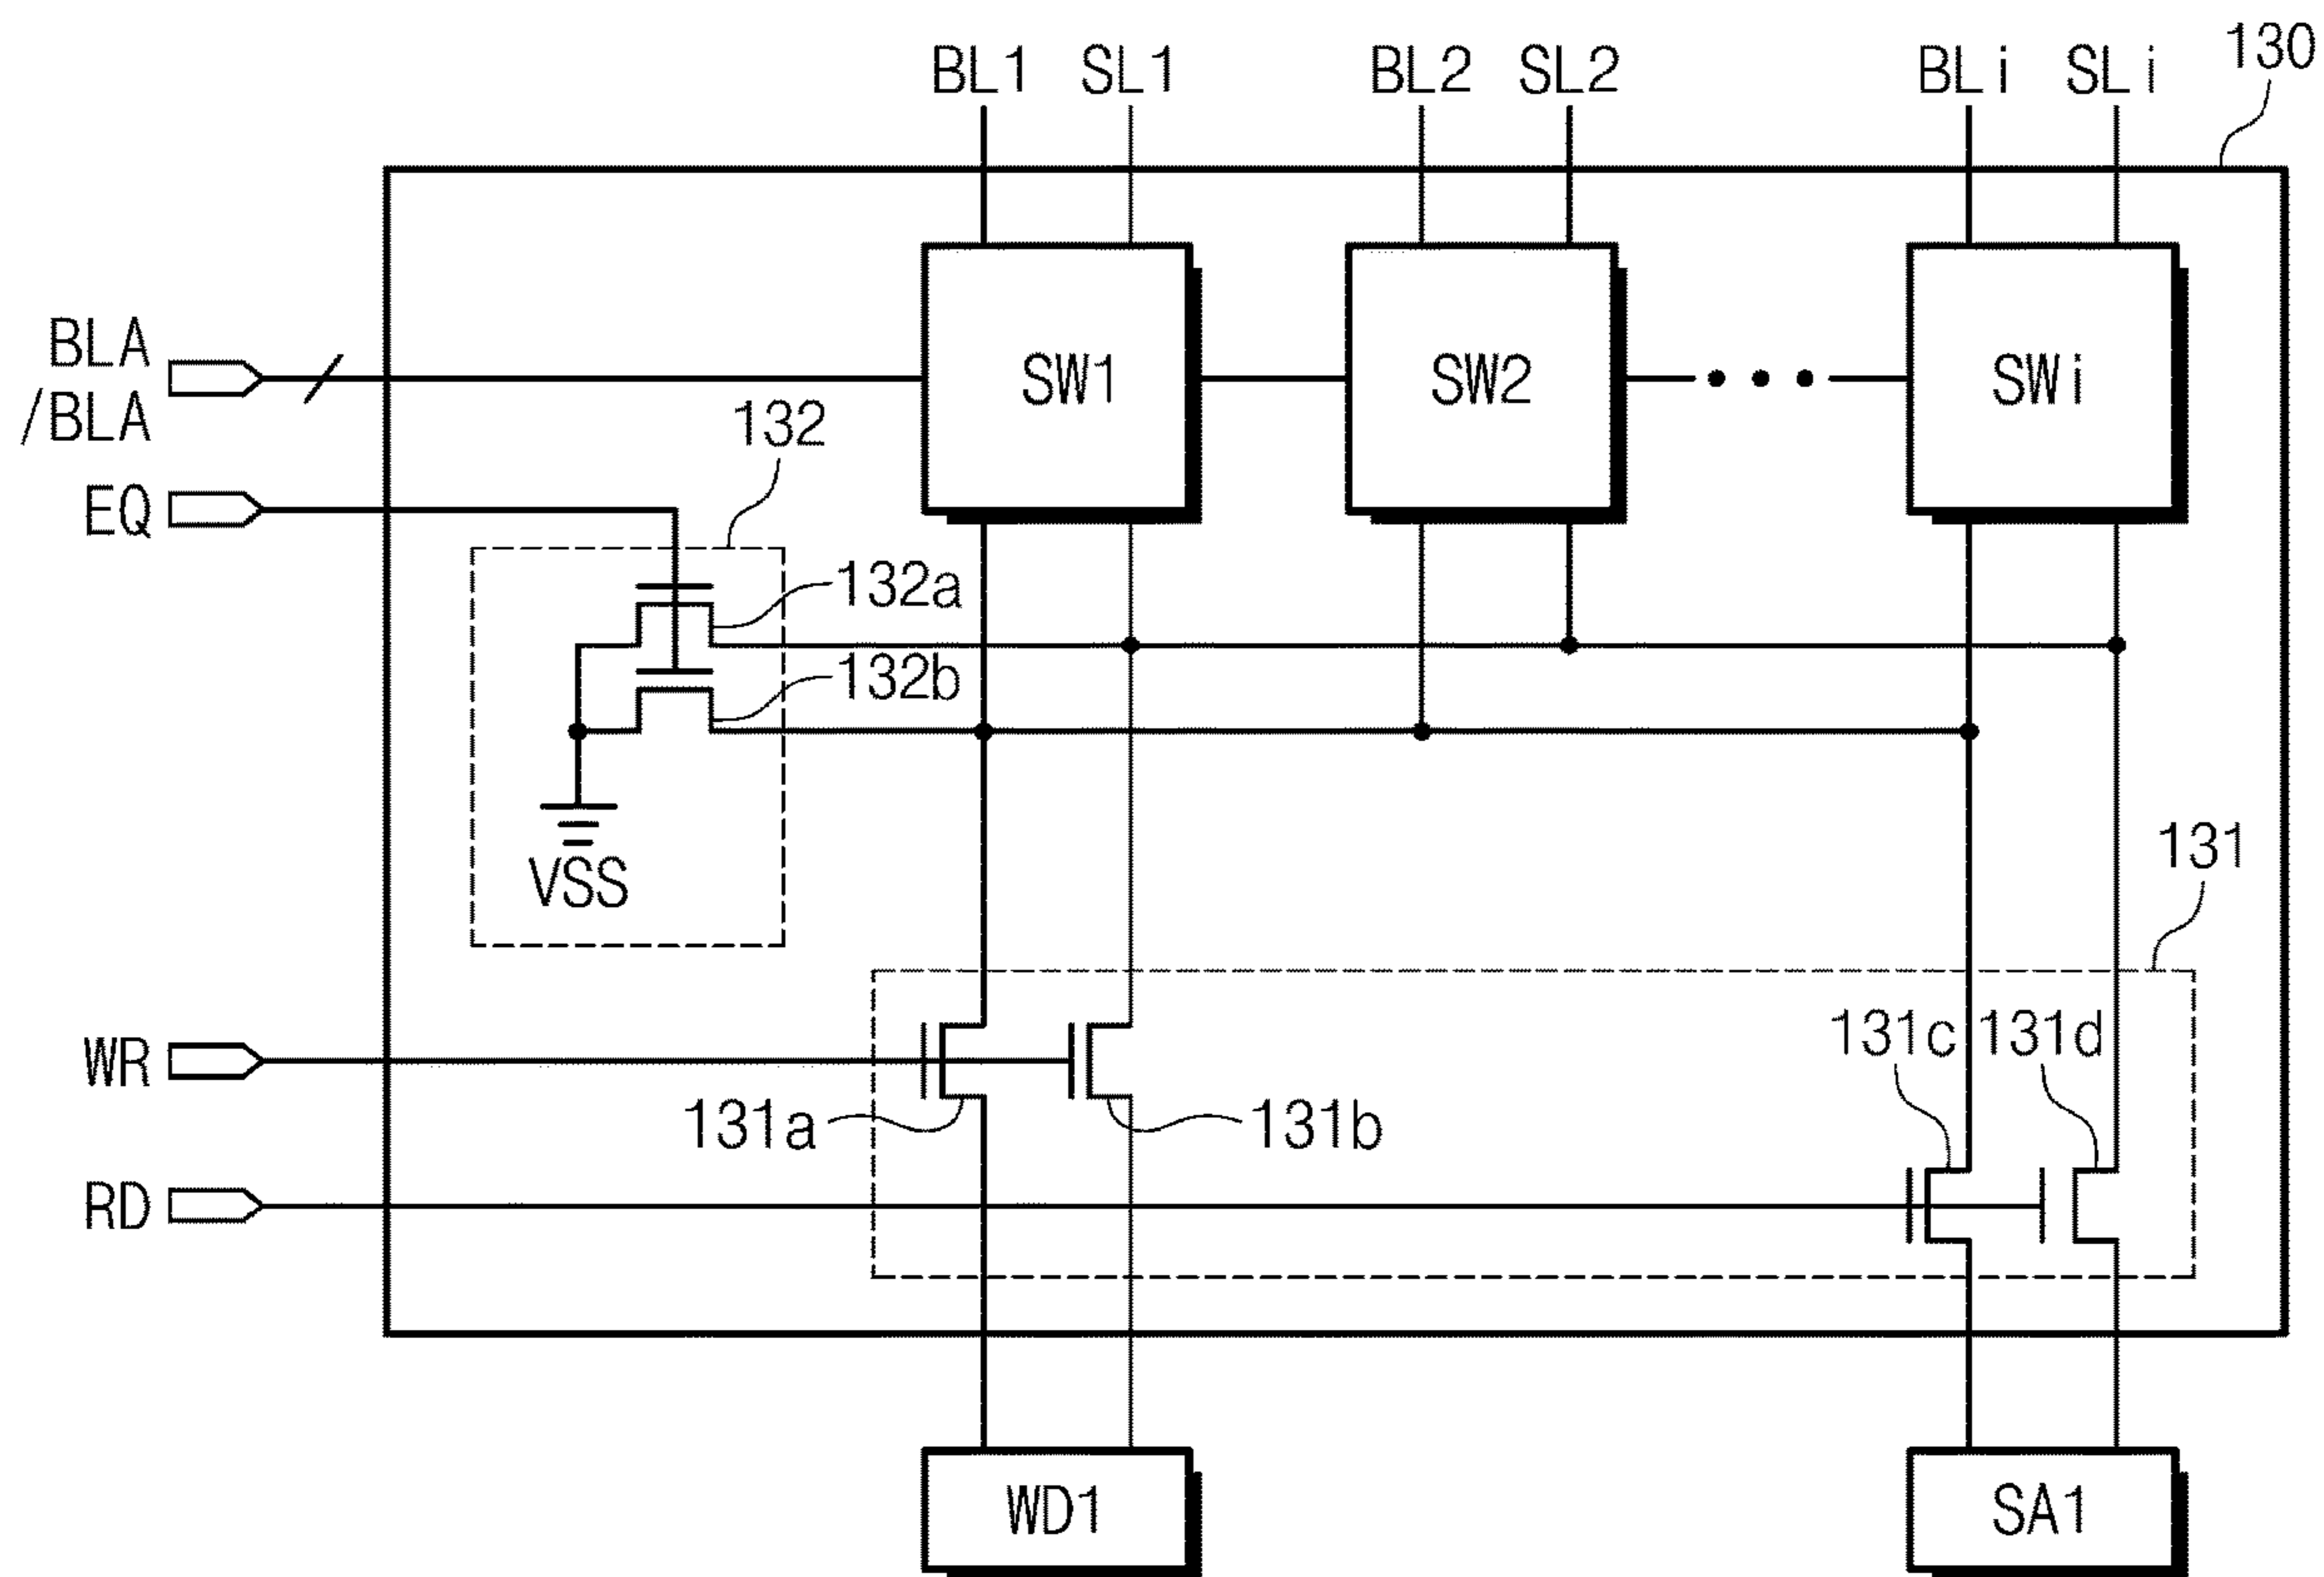 130
BL1 SL1 BL2 SL2 BLi SLi
BLA
/BLA
SW1 SW2 SWi
132
EQ
132a
132b
VSS
131
WR
131c 131d
131a 131b
RD
WD1 SA1